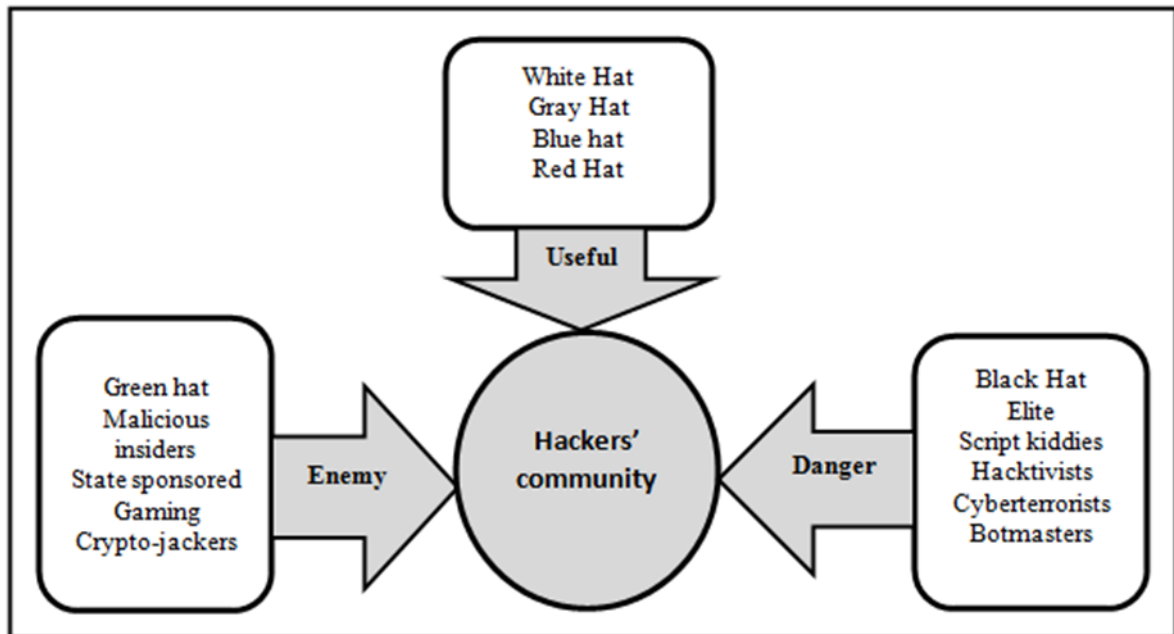 White Hat
Gray Hat
Blue hat
Red Hat
Useful
Green hat
Malicious
insiders
State sponsored
Gaming
Crypto-jackers
Enemy
Hackers’
community
Danger
Black Hat
Elite
Script kiddies
Hacktivists
Cyberterrorists
Botmasters